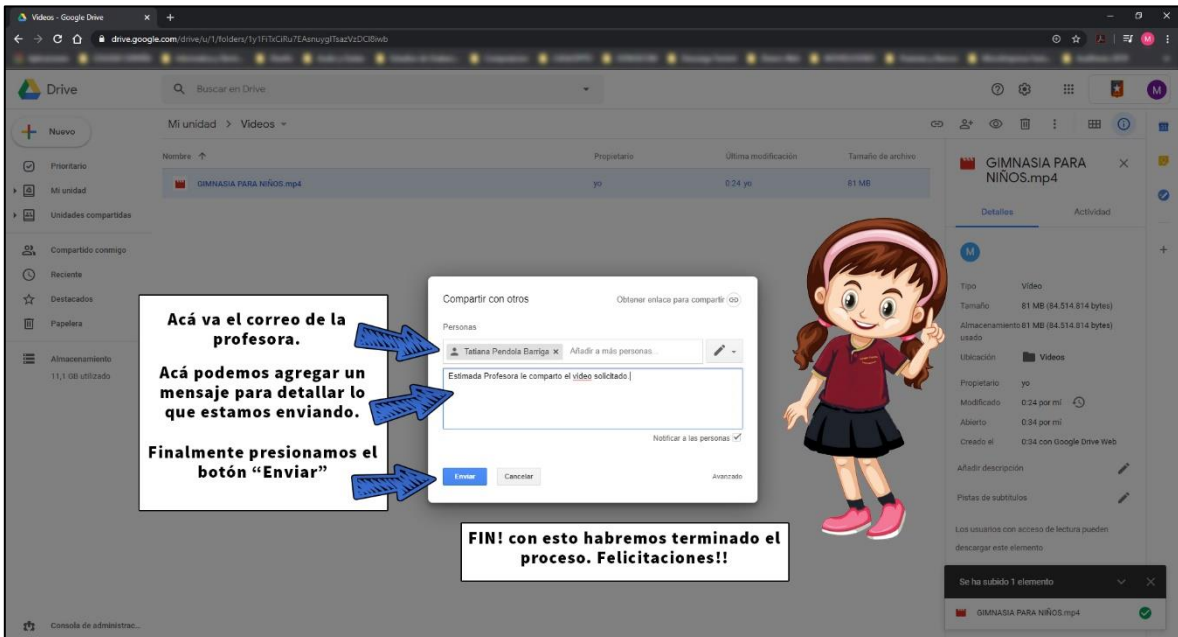 Videos - Google Drive
drive.google.com/drive/u/1/folders/1y1FiTxCiRu7EAsnuyglTsazVzDCIBiwb
Drive
Buscar en Drive
M
Nuevo
Mi unidad > Videos
Prioritario
Mi unidad
Unidades compartidas
Compartido conmigo
Reciente
Destacados
Papelera
Almacenamiento
11,1 GB utilizado
Consola de administrac...
Nombre
Propietario
Última modificación
Tamaño de archivo
GIMNASIA PARA NIÑOS.mp4
yo
0:24 yo
81 MB
Acá va el correo de la
profesora.
Acá podemos agregar un
mensaje para detallar lo
que estamos enviando.
Finalmente presionamos el
botón “Enviar”
Compartir con otros
Obtener enlace para compartir
Personas
Tatiana Pendola Barriga ×
Añadir a más personas...
Estimada Profesora le comparto el video solicitado.
Notificar a las personas
Enviar
Cancelar
Avanzado
FIN! con esto habremos terminado el
proceso. Felicitaciones!!
GIMNASIA PARA
NIÑOS.mp4
Detalles
Actividad
M
Tipo Vídeo
Tamaño 81 MB (84.514.814 bytes)
Almacenamiento 81 MB (84.514.814 bytes)
usado
Ubicación Videos
Propietario yo
Modificado 0:24 por mí
Abierto 0:34 por mí
Creado el 0:34 con Google Drive Web
Añadir descripción
Pistas de subtítulos
Los usuarios con acceso de lectura pueden
descargar este elemento
Se ha subido 1 elemento
GIMNASIA PARA NIÑOS.mp4